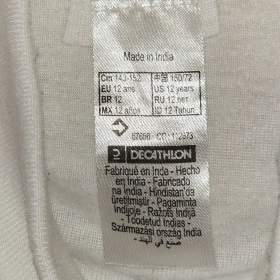 Made in India
Cm 143-152 中国 150/72
EU 12 ans US 12 years
BR 12 RU 12 лет
MX 12 años ID 12 Tahun
DECATHLON
Fabriqué en Inde - Hecho
en India - Fabricado
na Índia - Hindistan'da
üretilmiştir - Pagaminta
Indijoje - Ražots Indijā
- Toodetud Indias -
Származási ország India
صنع في الهند -